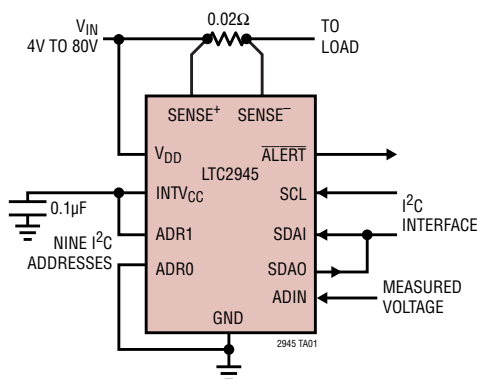 V_IN
4V TO 80V
0.02Ω
TO
LOAD
SENSE⁺ SENSE⁻
V_DD
LTC2945
ALERT
INTV_CC
SCL
0.1µF
I²C
INTERFACE
ADR1
SDAI
NINE I²C
ADDRESSES
ADR0
SDAO
ADIN
MEASURED
VOLTAGE
GND
2945 TA01